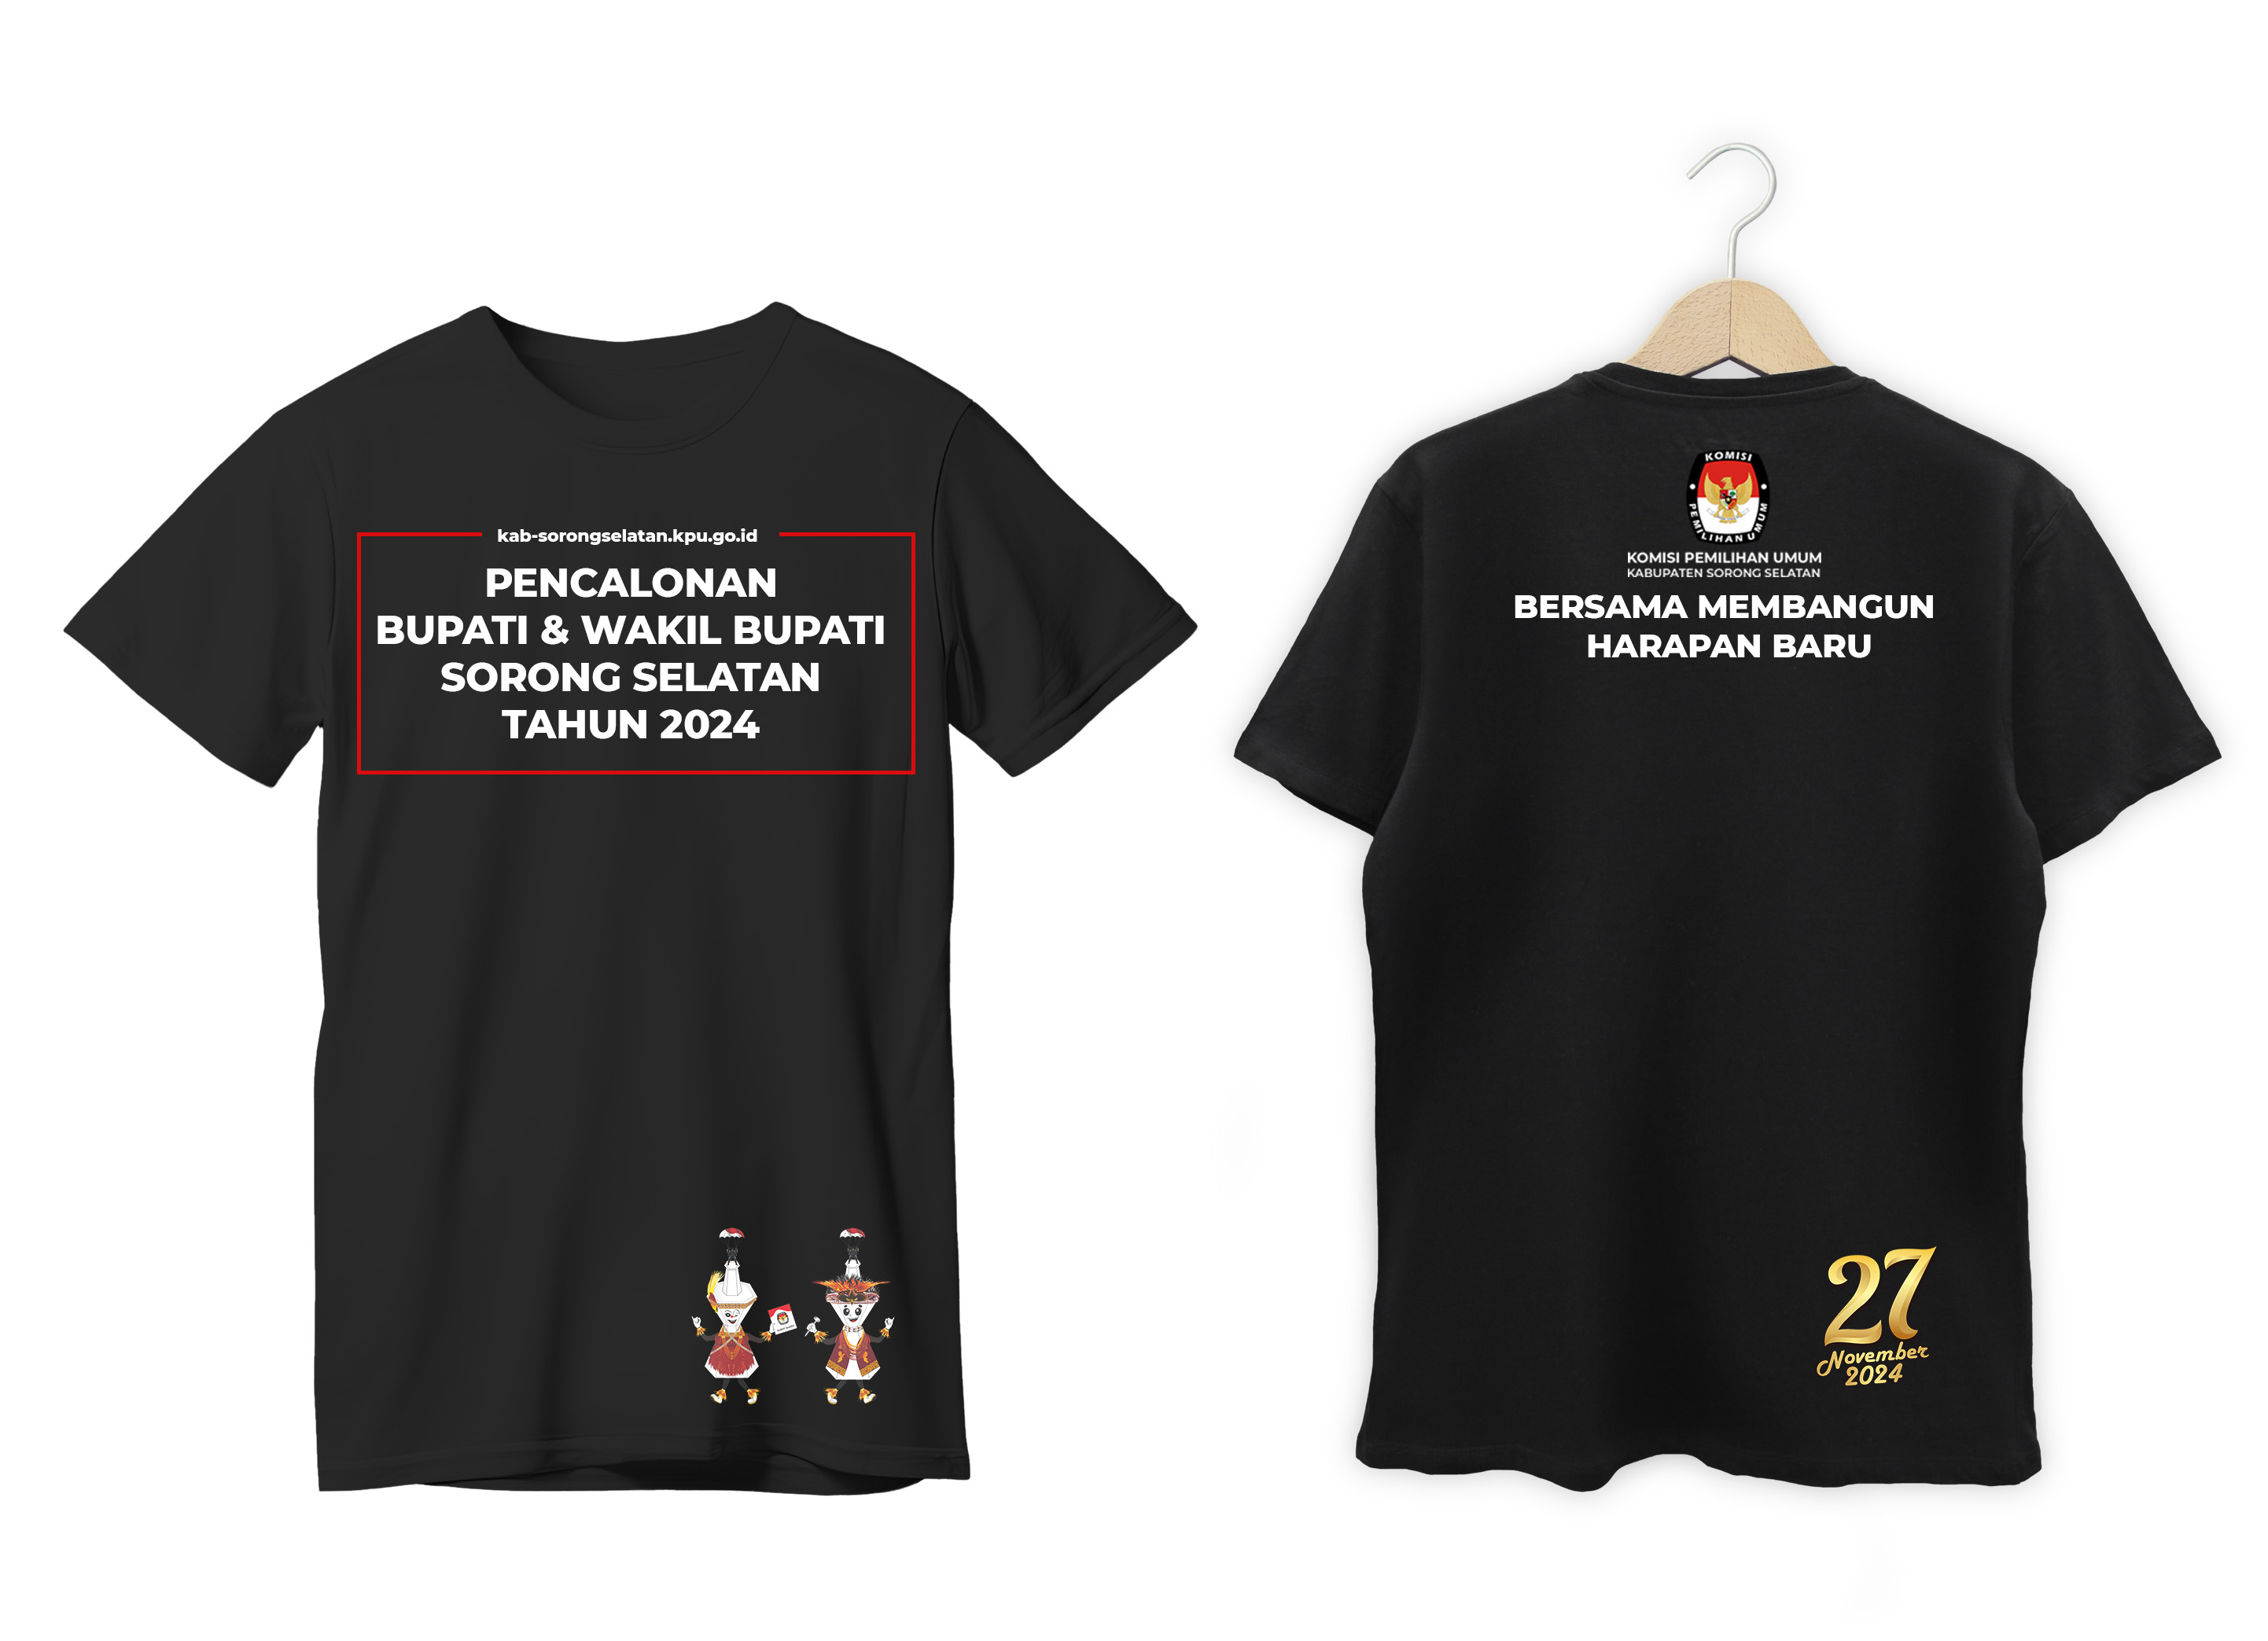 kab-sorongselatan.kpu.go.id
PENCALONAN
BUPATI & WAKIL BUPATI
SORONG SELATAN
TAHUN 2024
KOMISI
PEMILIHAN UMUM
KOMISI PEMILIHAN UMUM
KABUPATEN SORONG SELATAN
BERSAMA MEMBANGUN
HARAPAN BARU
27
November
2024